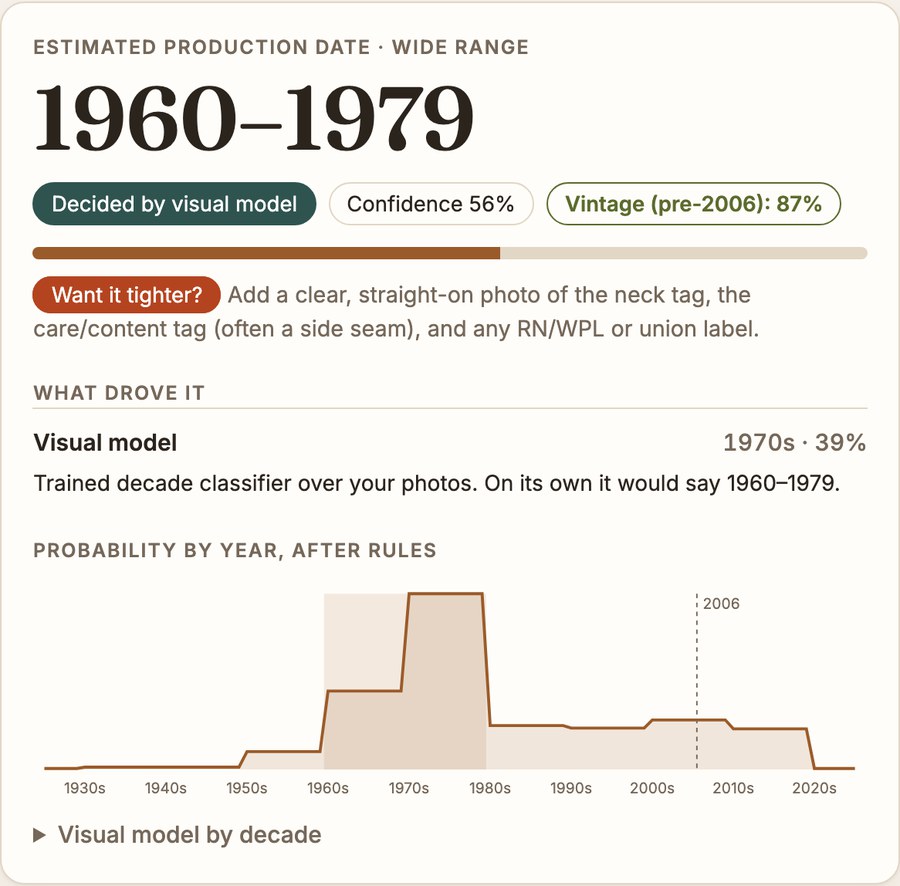 ESTIMATED PRODUCTION DATE · WIDE RANGE
1960–1979
Decided by visual model Confidence 56% Vintage (pre-2006): 87%
Want it tighter? Add a clear, straight-on photo of the neck tag, the
care/content tag (often a side seam), and any RN/WPL or union label.
WHAT DROVE IT
Visual model 1970s · 39%
Trained decade classifier over your photos. On its own it would say 1960–1979.
PROBABILITY BY YEAR, AFTER RULES
2006
1930s 1940s 1950s 1960s 1970s 1980s 1990s 2000s 2010s 2020s
Visual model by decade